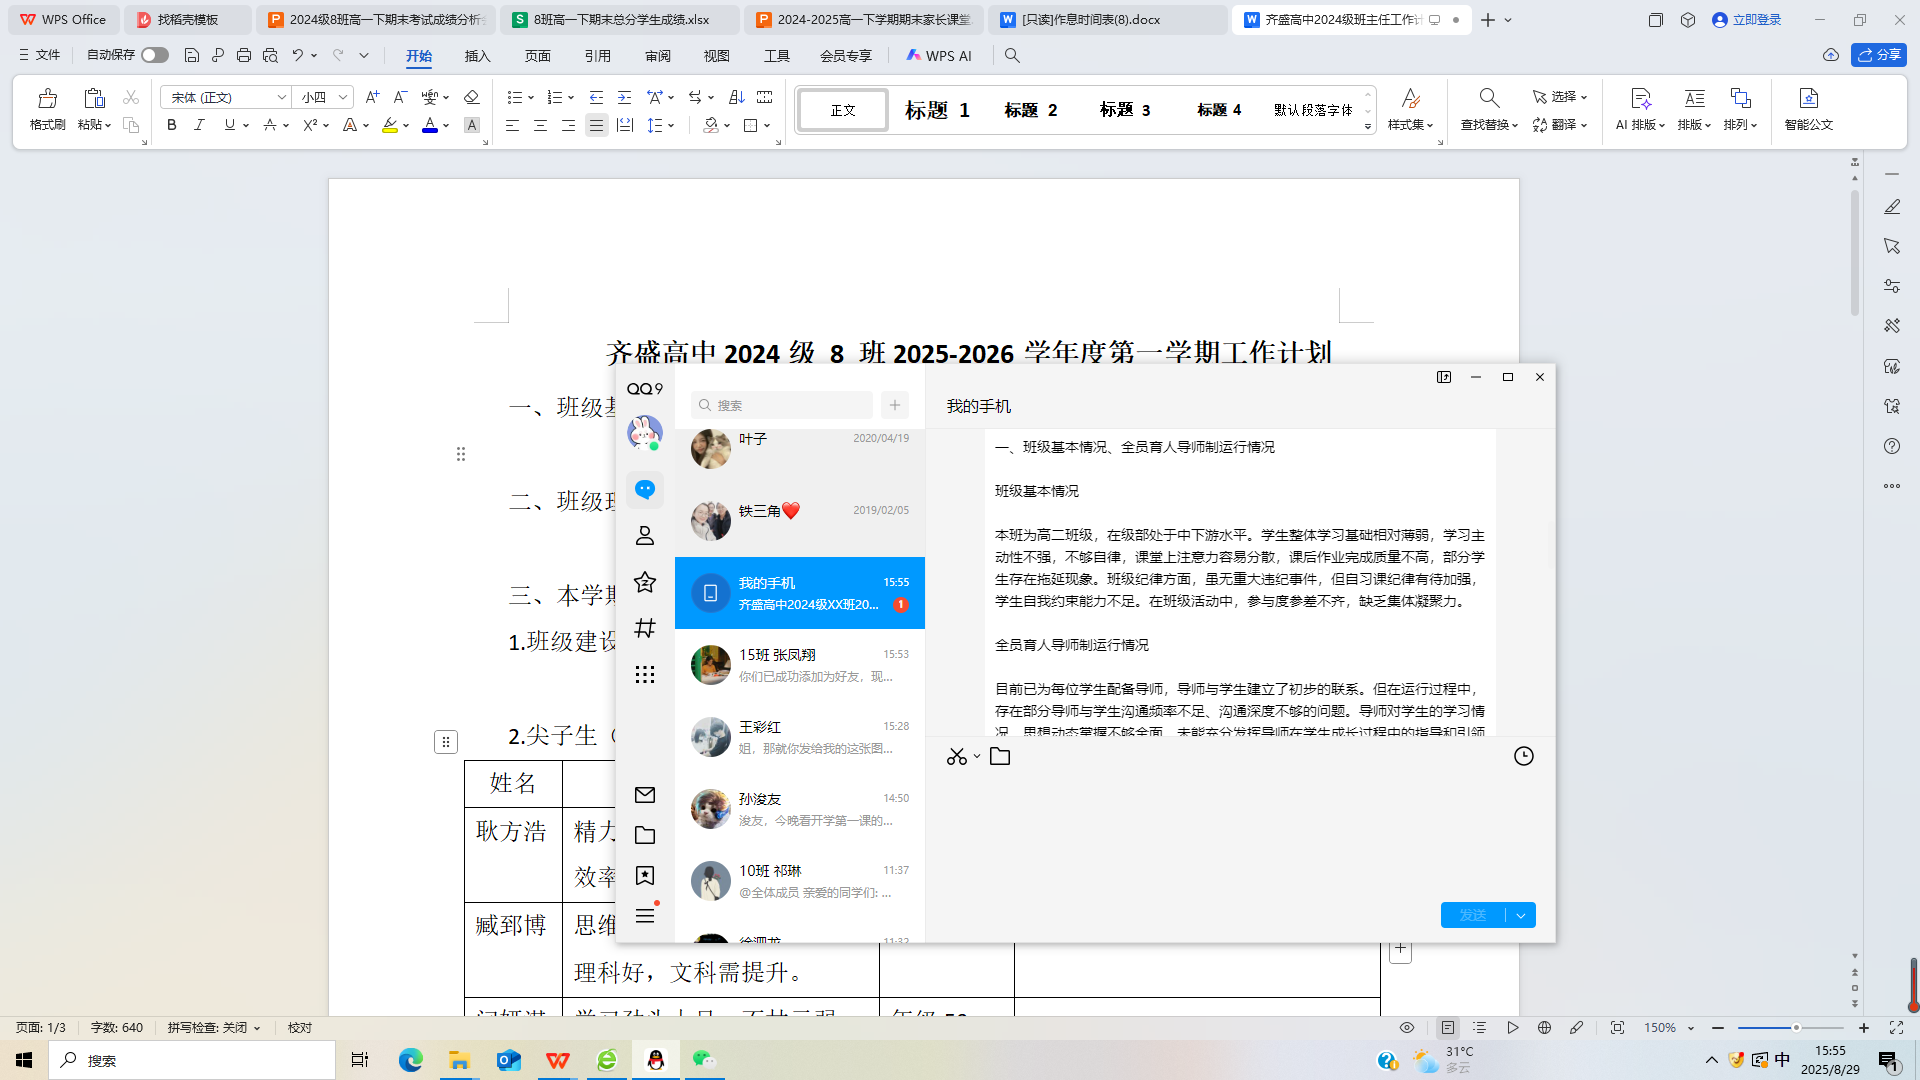 WPS Office
找稻壳模板
2024级8班高一下期末考试成绩分析
8班高一下期末总分学生成绩.xlsx
2024-2025高一下学期期末家长课堂
[只读]作息时间表(8).docx
齐盛高中2024级班主任工作计
立即登录
文件
自动保存
开始
插入
页面
引用
审阅
视图
工具
会员专享
WPS AI
分享
格式刷
粘贴
宋体 (正文)
小四
正文
标题 1
标题 2
标题 3
标题 4
默认段落字体
样式集
查找替换
选择
翻译
AI 排版
排版
排列
智能公文
齐盛高中 2024 级 8 班 2025-2026 学年度第一学期工作计划
一、班级基
二、班级
三、本学期
1.班级建设
2.尖子生（
姓名
耿方浩
精力
效率
臧郅博
思维
理科好，文科需提升。
QQ9
搜索
叶子
2020/04/19
铁三角❤️
2019/02/05
我的手机
15:55
齐盛高中2024级XX班20...
1
15班 张凤翔
15:53
你们已成功添加为好友，现...
王彩红
15:28
姐，那就你发给我的这张图...
孙浚友
14:50
浚友，今晚看开学第一课的...
10班 祁琳
11:37
@全体成员 亲爱的同学们: ...
11:32
我的手机
一、班级基本情况、全员育人导师制运行情况
班级基本情况
本班为高二班级，在级部处于中下游水平。学生整体学习基础相对薄弱，学习主
动性不强，不够自律，课堂上注意力容易分散，课后作业完成质量不高，部分学
生存在拖延现象。班级纪律方面，虽无重大违纪事件，但自习课纪律有待加强，
学生自我约束能力不足。在班级活动中，参与度参差不齐，缺乏集体凝聚力。
全员育人导师制运行情况
目前已为每位学生配备导师，导师与学生建立了初步的联系。但在运行过程中，
存在部分导师与学生沟通频率不足、沟通深度不够的问题。导师对学生的学习情
况、思想动态掌握不够全面，未能充分发挥导师在学生成长过程中的指导和引领
发送
页面: 1/3
字数: 640
拼写检查: 关闭
校对
150%
搜索
31°C
多云
中
15:55
2025/8/29
1